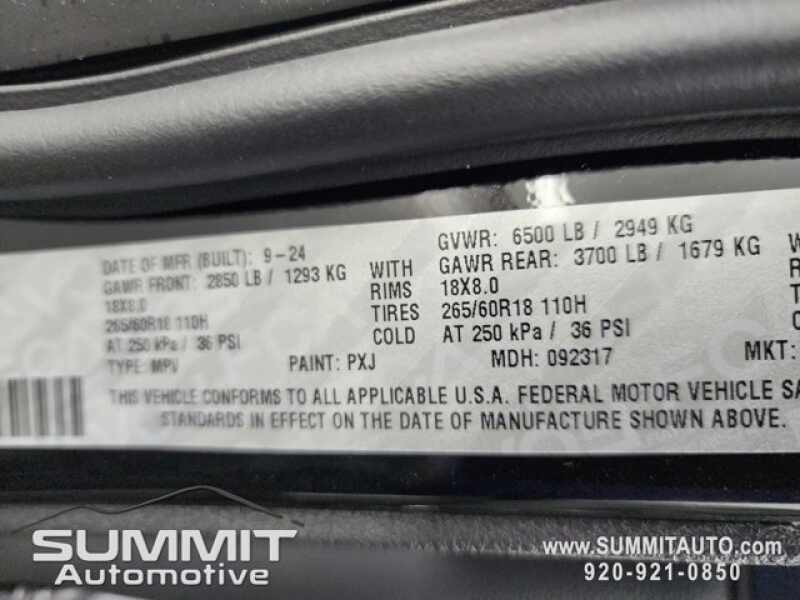 DATE OF MFR (BUILT): 9-24 GVWR: 6500 LB / 2949 KG
GAWR FRONT: 2850 LB / 1293 KG WITH GAWR REAR: 3700 LB / 1679 KG
18X8.0 RIMS 18X8.0
265/60R18 110H TIRES 265/60R18 110H
AT 250 kPa / 36 PSI COLD AT 250 kPa / 36 PSI
TYPE: MPV PAINT: PXJ MDH: 092317 MKT:
THIS VEHICLE CONFORMS TO ALL APPLICABLE U.S.A. FEDERAL MOTOR VEHICLE SA
STANDARDS IN EFFECT ON THE DATE OF MANUFACTURE SHOWN ABOVE.
SUMMIT
Automotive
www.SUMMITAUTO.com
920-921-0850